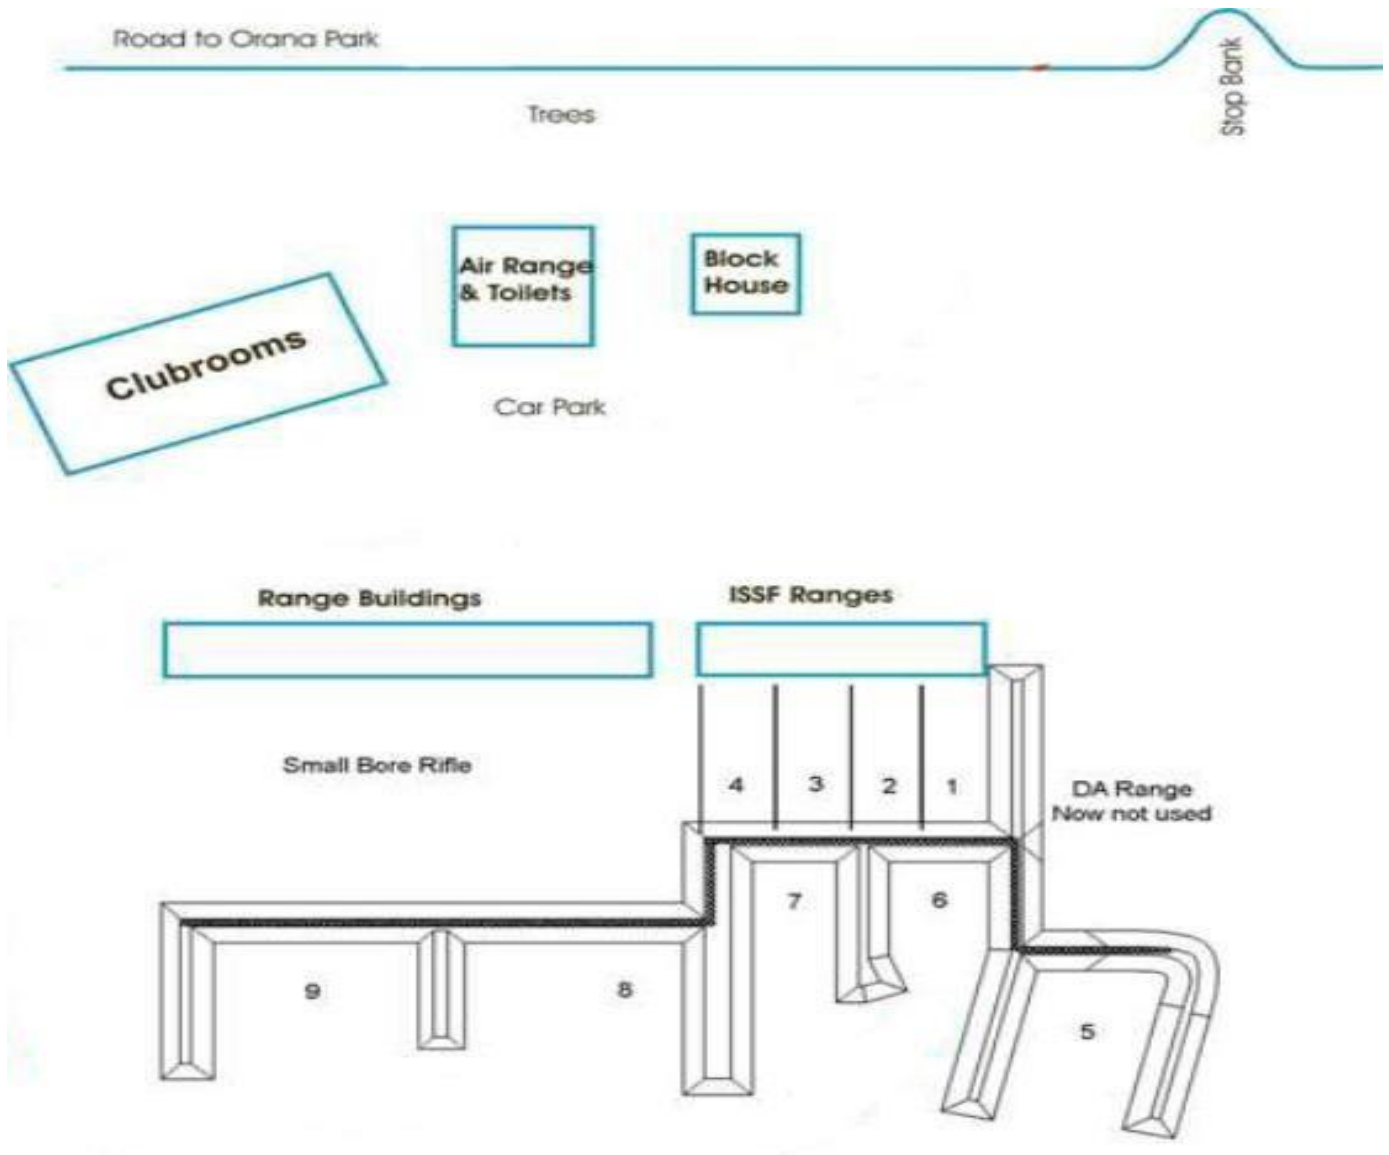 Road to Orana Park
Stop Bank
Trees
Air Range
& Toilets
Block
House
Clubrooms
Car Park
Range Buildings
ISSF Ranges
Small Bore Rifle
4
3
2
1
DA Range
Now not used
7
6
9
8
5